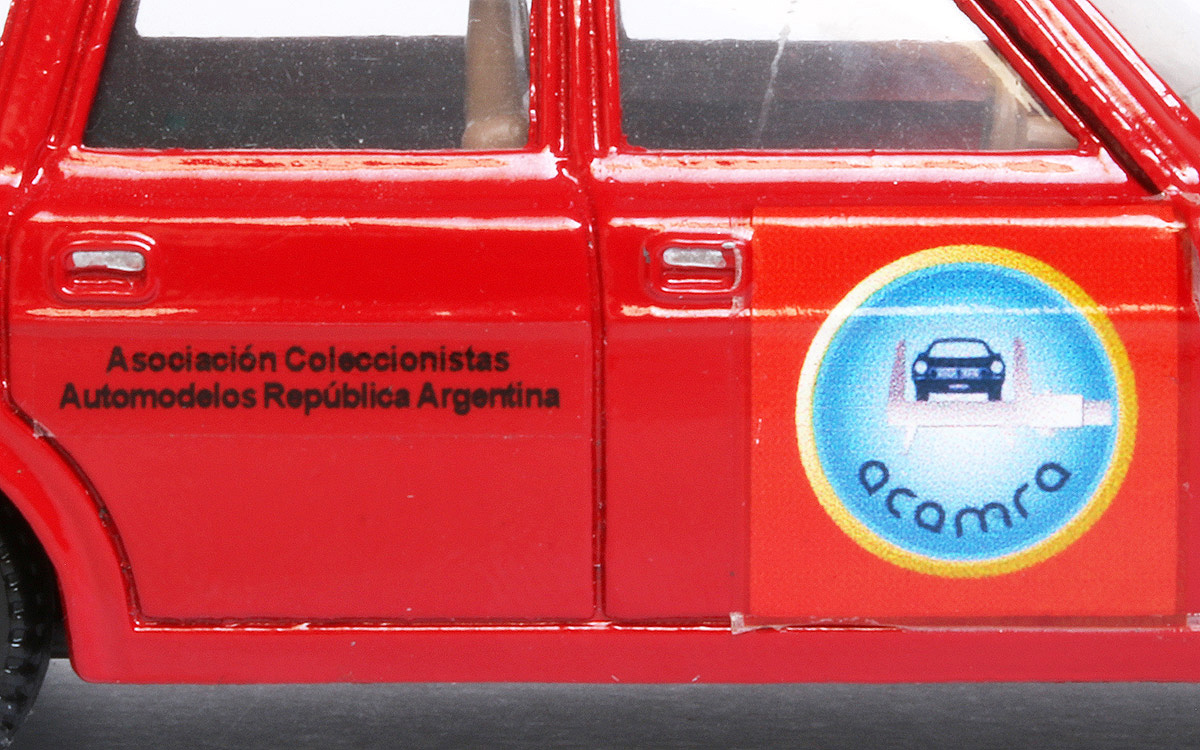 Asociación Coleccionistas
Automodelos República Argentina
acamra